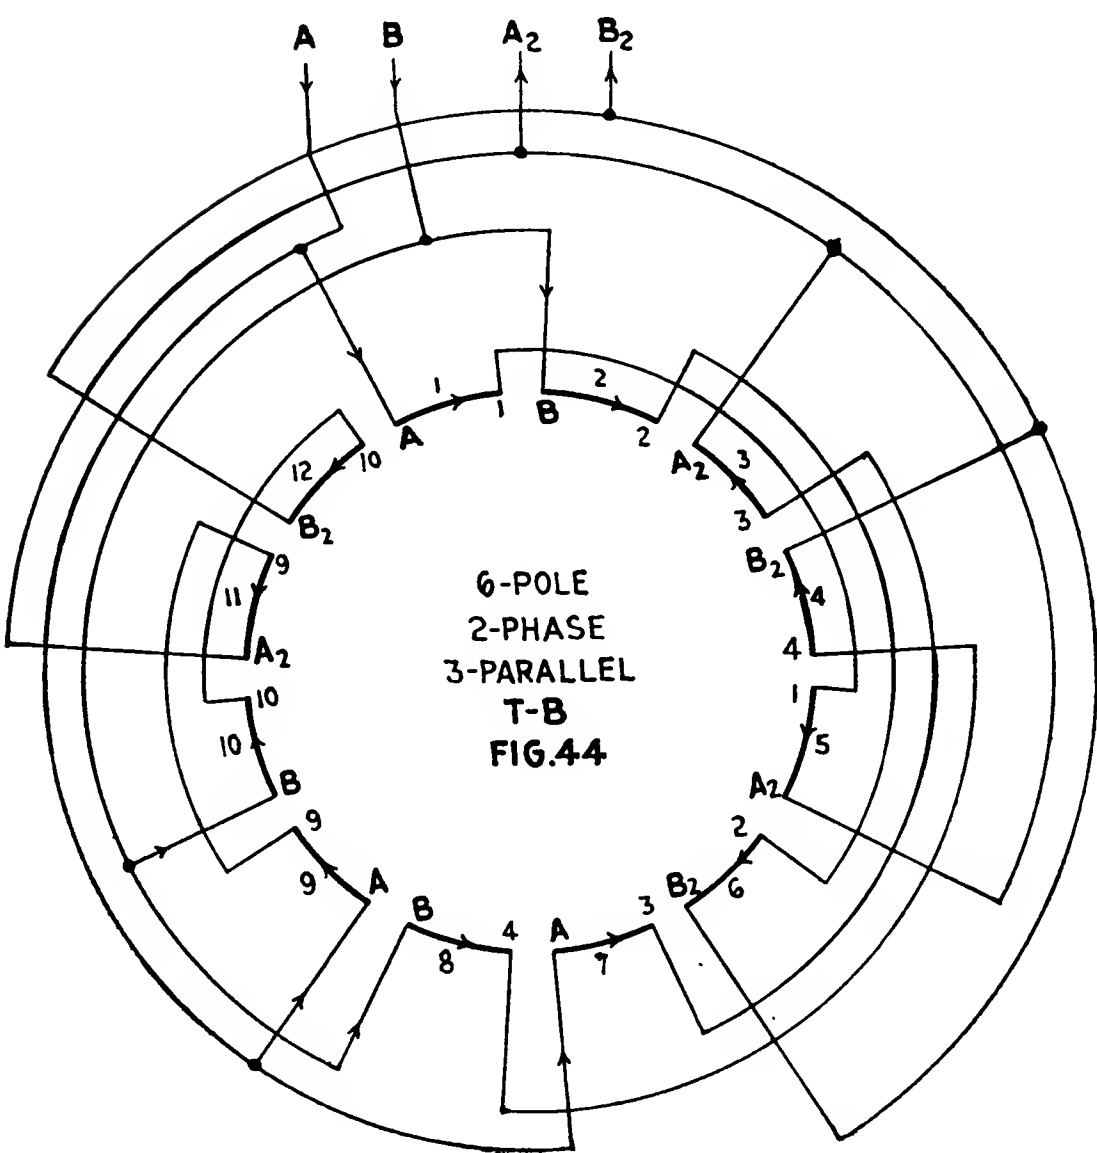 A B A2 B2
1 2
A 1 B 2
12 10 A2 3
B2 3
9 B2
11 4
A2 4
6-POLE
2-PHASE
3-PARALLEL
T-B
FIG.44
10 1
10 5
B A2
9 2
9 A B2 6
B 4 A 3
8 7